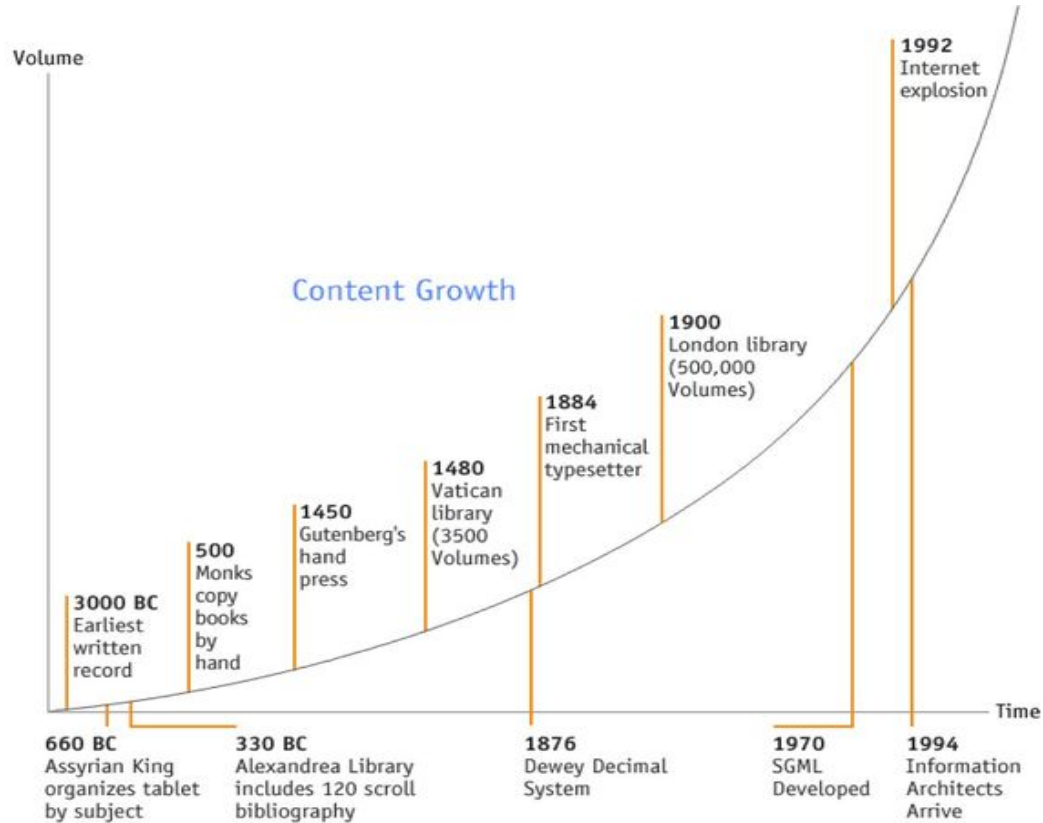 Volume
1992
Internet
explosion
Content Growth
1900
London library
(500,000
Volumes)
1884
First
mechanical
typesetter
1480
Vatican
library
(3500
Volumes)
1450
Gutenberg's
hand
press
500
Monks
copy
books
by
hand
3000 BC
Earliest
written
record
Time
660 BC
Assyrian King
organizes tablet
by subject
330 BC
Alexandrea Library
includes 120 scroll
bibliography
1876
Dewey Decimal
System
1970
SGML
Developed
1994
Information
Architects
Arrive